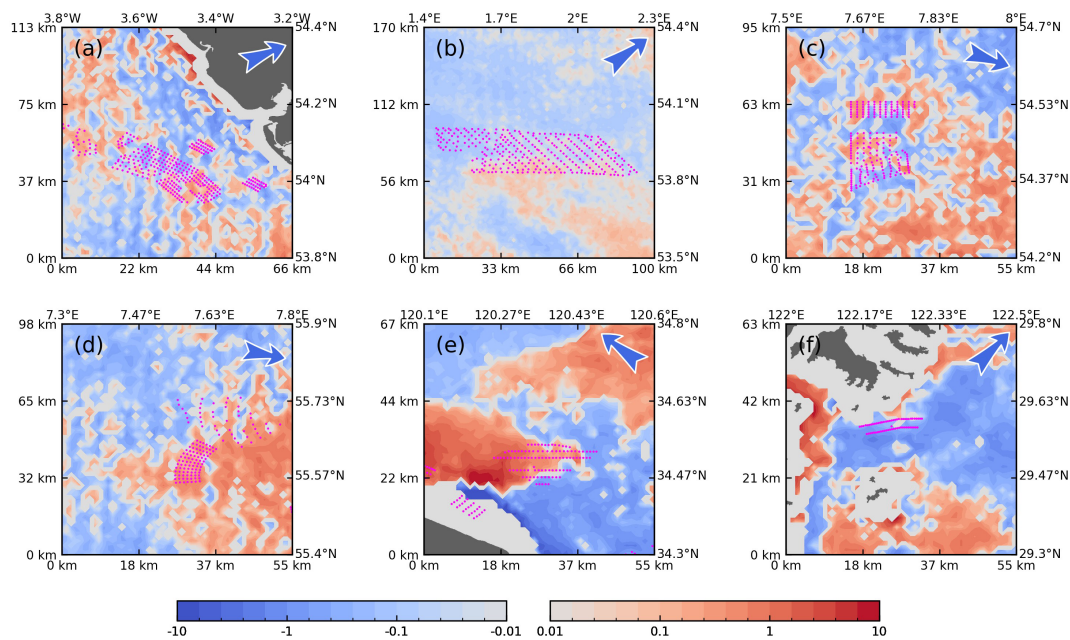 3.8°W 3.6°W 3.4°W 3.2°W
113 km 75 km 37 km 0 km
(a)
54.4°N 54.2°N 54°N 53.8°N
0 km 22 km 44 km 66 km
1.4°E 1.7°E 2°E 2.3°E
170 km 112 km 56 km 0 km
(b)
54.4°N 54.1°N 53.8°N 53.5°N
0 km 33 km 66 km 100 km
7.5°E 7.67°E 7.83°E 8°E
95 km 63 km 31 km 0 km
(c)
54.7°N 54.53°N 54.37°N 54.2°N
0 km 18 km 37 km 55 km
7.3°E 7.47°E 7.63°E 7.8°E
98 km 65 km 32 km 0 km
(d)
55.9°N 55.73°N 55.57°N 55.4°N
0 km 18 km 37 km 55 km
120.1°E 120.27°E 120.43°E 120.6°E
67 km 44 km 22 km 0 km
(e)
34.8°N 34.63°N 34.47°N 34.3°N
0 km 18 km 37 km 55 km
122°E 122.17°E 122.33°E 122.5°E
63 km 42 km 21 km 0 km
(f)
29.8°N 29.63°N 29.47°N 29.3°N
0 km 18 km 37 km 55 km
-10 -1 -0.1 -0.01
0.01 0.1 1 10